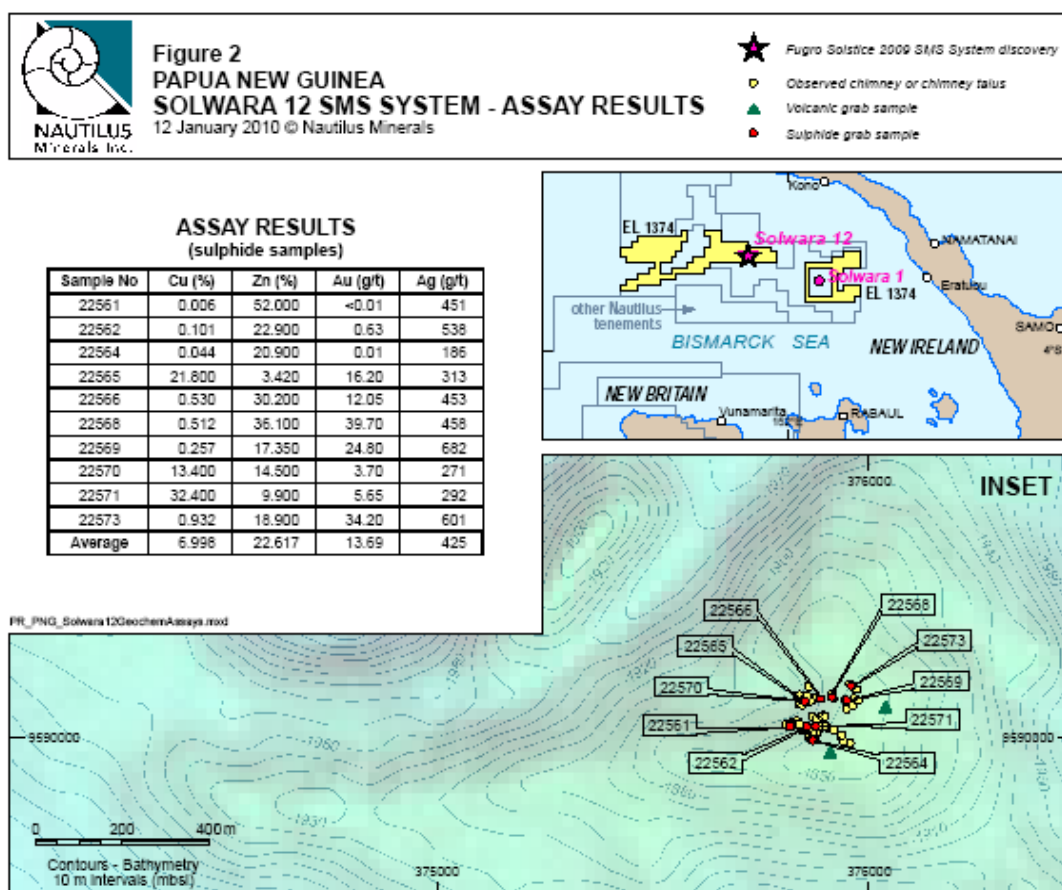 NAUTILUS
Minerals Inc.
Figure 2
PAPUA NEW GUINEA
SOLWARA 12 SMS SYSTEM - ASSAY RESULTS
12 January 2010 © Nautilus Minerals
Fugro Solstice 2009 SMS System discovery
Observed chimney or chimney talus
Volcanic grab sample
Sulphide grab sample
ASSAY RESULTS
(sulphide samples)
Sample No Cu (%) Zn (%) Au (g/t) Ag (g/t)
22561 0.006 52.000 <0.01 451
22562 0.101 22.900 0.63 538
22564 0.044 20.900 0.01 186
22565 21.800 3.420 16.20 313
22566 0.530 30.200 12.05 453
22568 0.512 36.100 39.70 458
22569 0.257 17.350 24.80 682
22570 13.400 14.500 3.70 271
22571 32.400 9.900 5.65 292
22573 0.932 18.900 34.20 601
Average 6.998 22.617 13.69 425
PR_PNG_Solwara12GeochemAssays.mxd
Kono
EL 1374
Solwara 12
NAMATANAI
Solwara 1
EL 1374
other Nautilus
tenements
BISMARCK SEA
NEW IRELAND
SAMO
4°S
NEW BRITAIN
Vunamarita
RABAUL
376000
INSET
22566
22568
22565
22573
22570
22569
22561
22571
22562
22564
9590000
9590000
1930
1960
1930
1940
0 200 400 m
Contours - Bathymetry
10 m Intervals (mbsl)
375000
376000